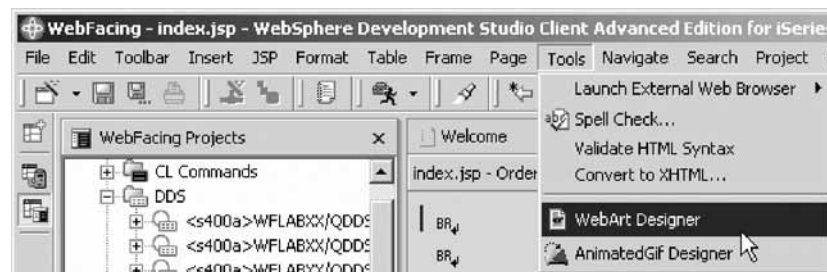 WebFacing - index.jsp - WebSphere Development Studio Client Advanced Edition for iSerie
File Edit Toolbar Insert JSP Format Table Frame Page Tools Navigate Search Project
Launch External Web Browser
Spell Check...
Validate HTML Syntax
Convert to XHTML...
WebArt Designer
AnimatedGif Designer
WebFacing Projects
CL Commands
DDS
<s400a>WFLABXX/QDDS
<s400a>WFLABXX/QDDS
<s400a>WFLABXX/QDDS
Welcome
index.jsp - Order
BR
BR